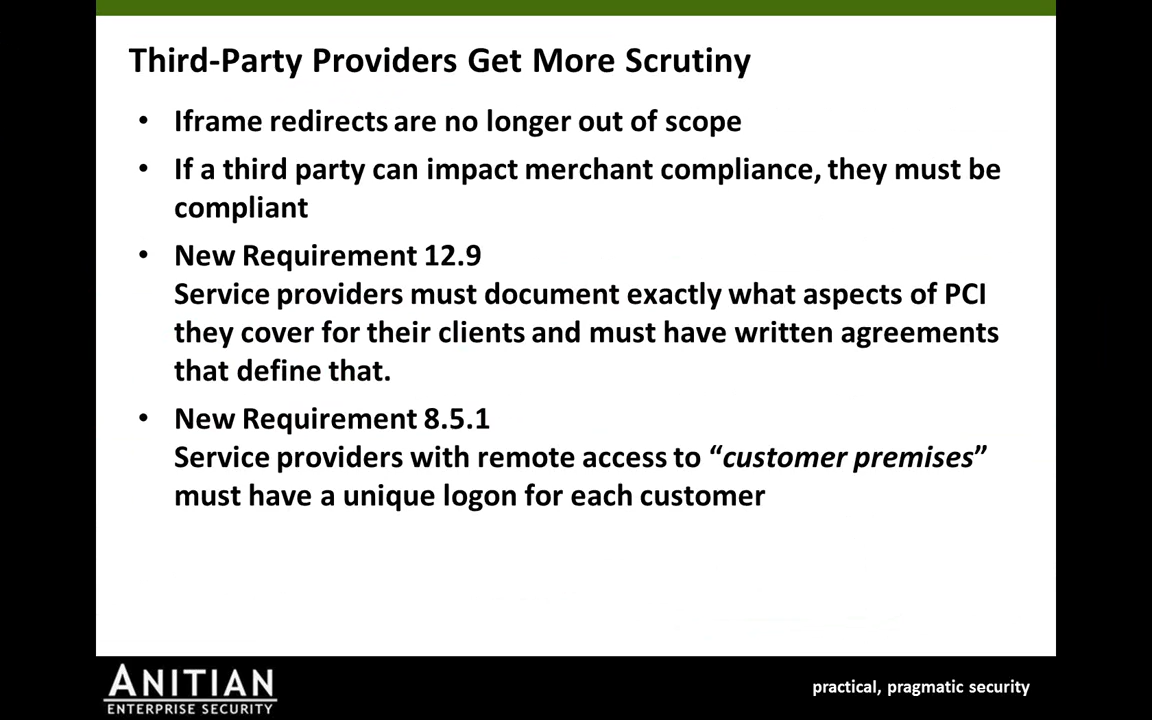 Third-Party Providers Get More Scrutiny
• Iframe redirects are no longer out of scope
• If a third party can impact merchant compliance, they must be
compliant
• New Requirement 12.9
Service providers must document exactly what aspects of PCI
they cover for their clients and must have written agreements
that define that.
• New Requirement 8.5.1
Service providers with remote access to “customer premises”
must have a unique logon for each customer
ANITIAN
ENTERPRISE SECURITY
practical, pragmatic security